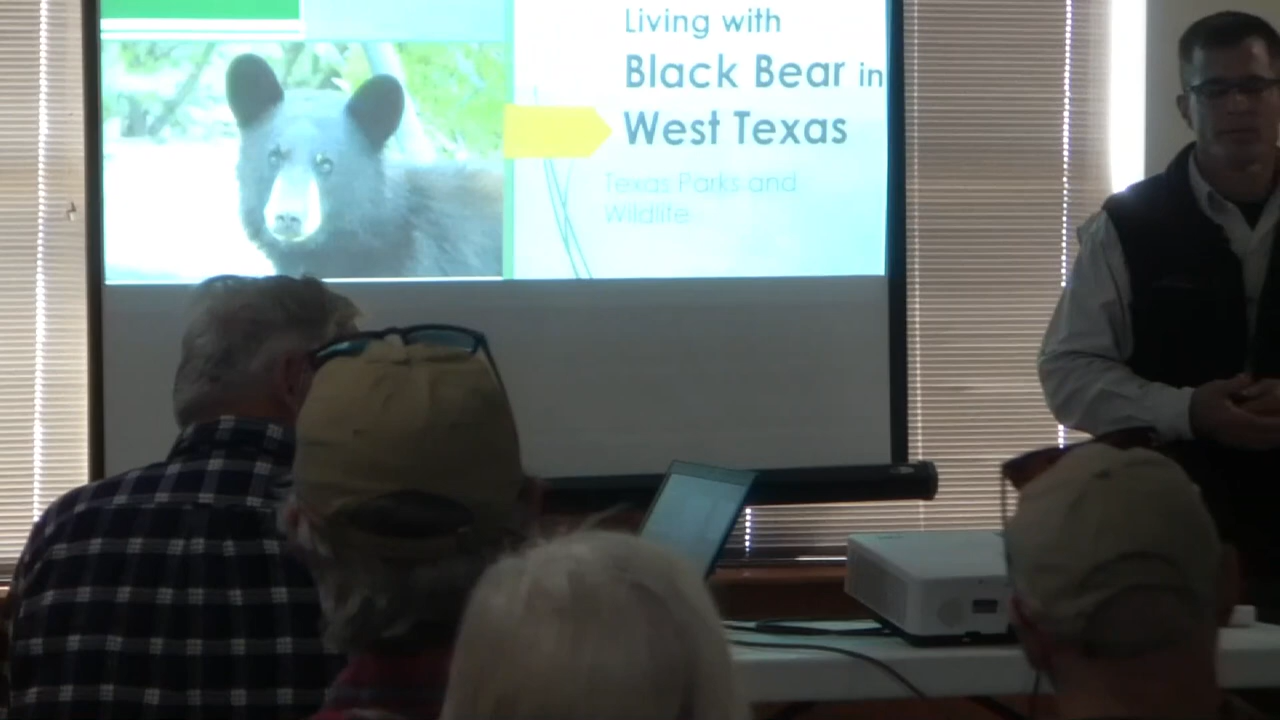 Living with
Black Bear in
West Texas
Texas Parks and
Wildlife